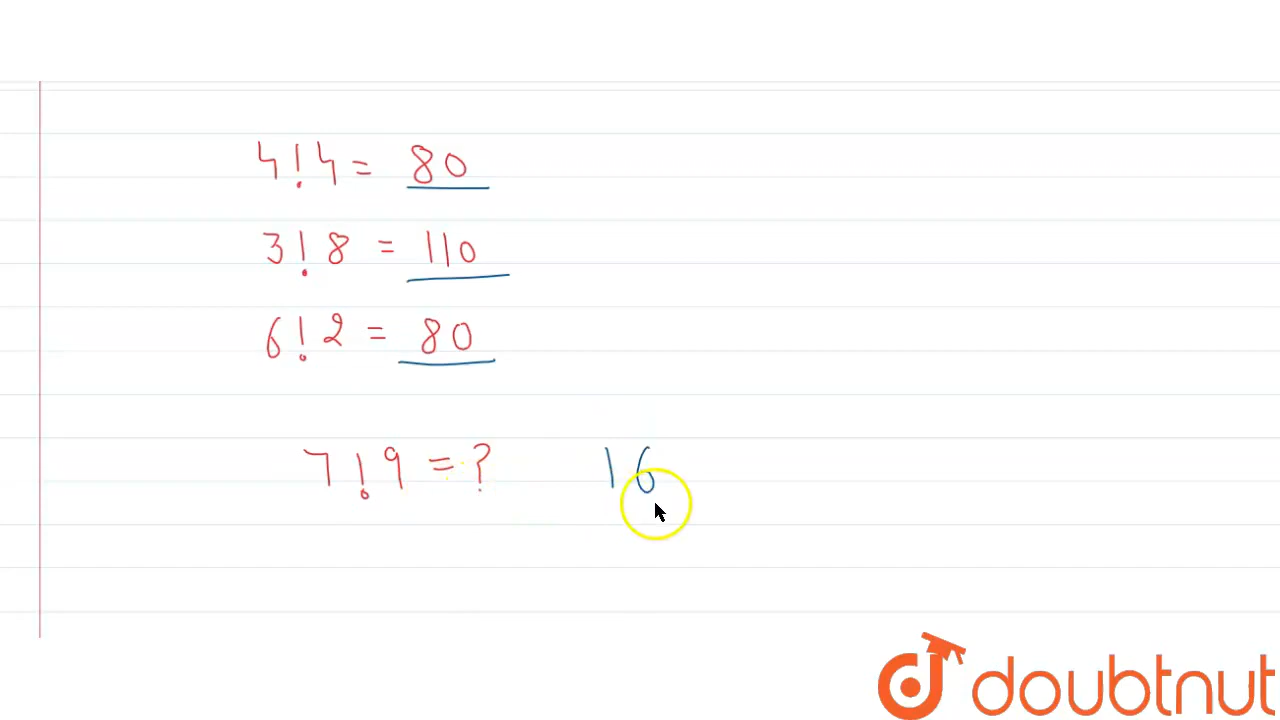 4!4 = 80
3!8 = 110
6!2 = 80
7!9 = ? 16
doubtnut